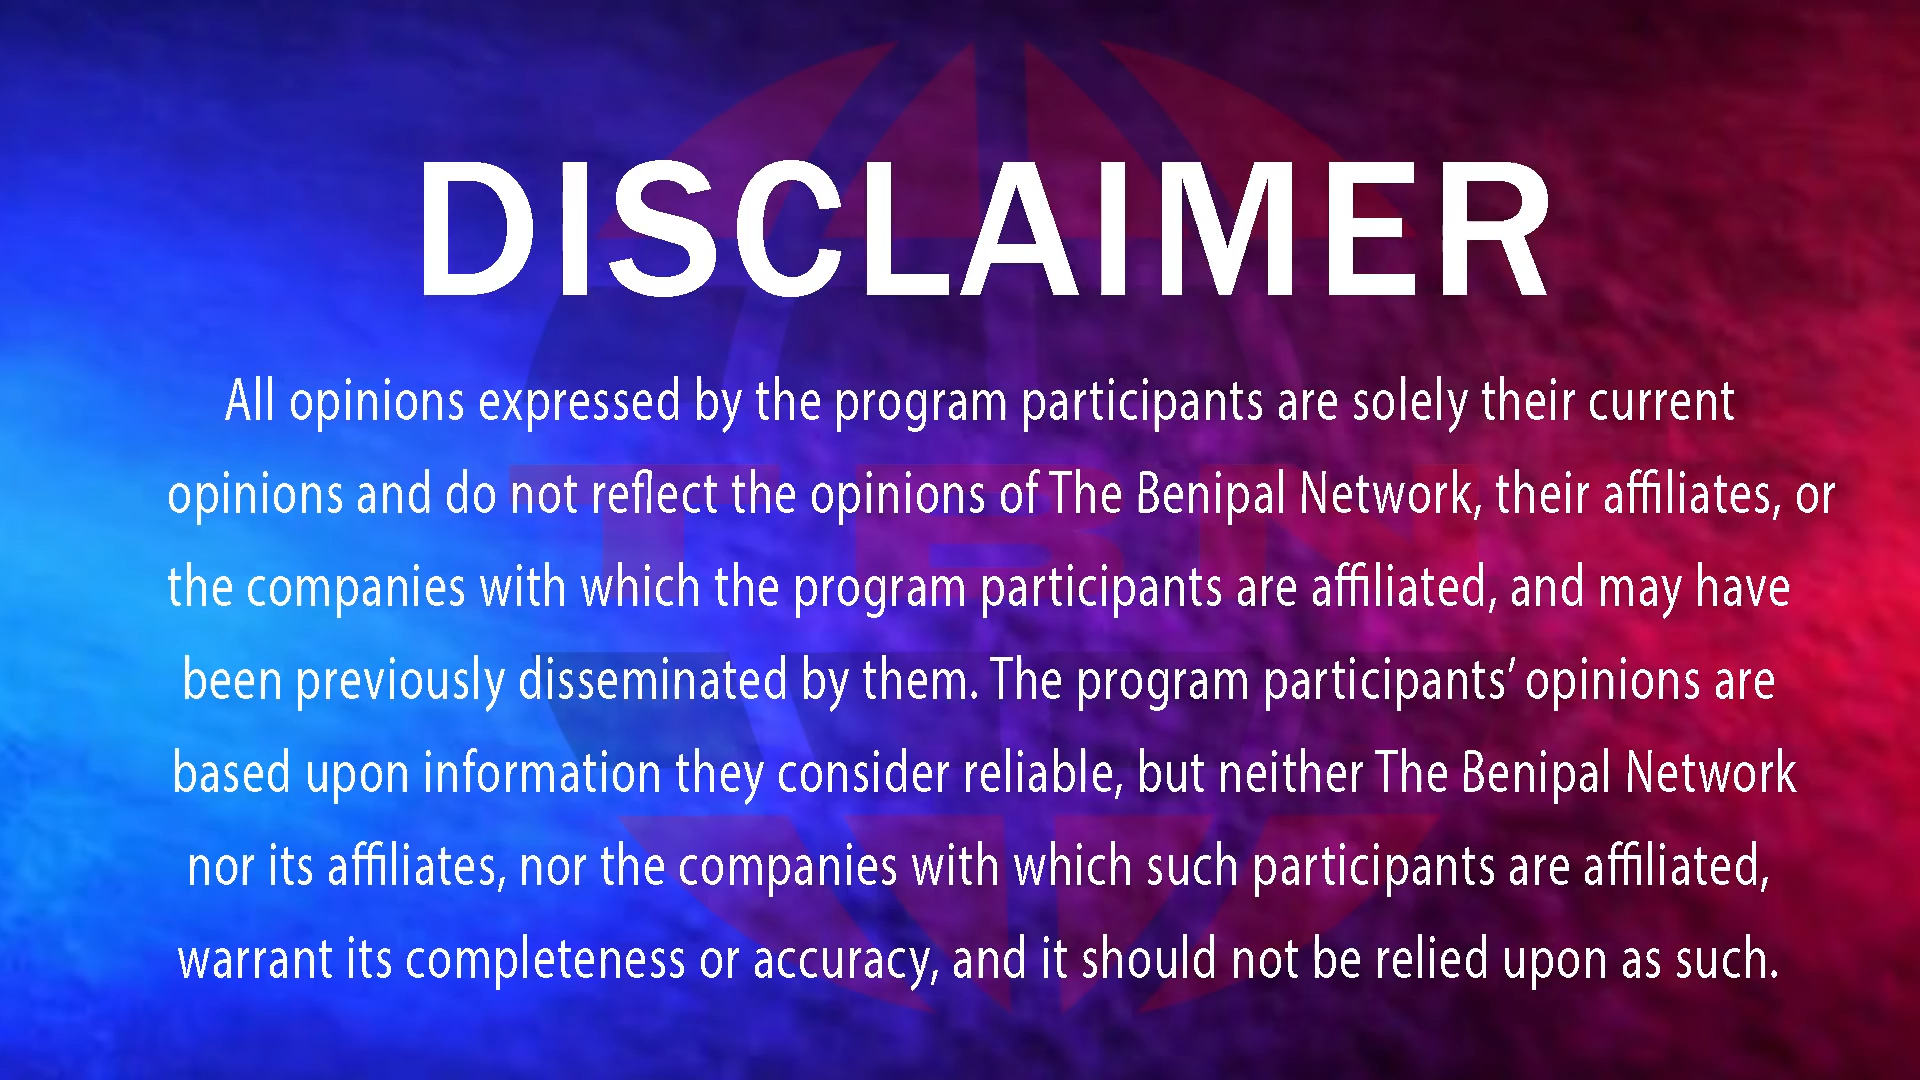 DISCLAIMER
All opinions expressed by the program participants are solely their current
opinions and do not reflect the opinions of The Benipal Network, their affiliates, or
the companies with which the program participants are affiliated, and may have
been previously disseminated by them. The program participants’ opinions are
based upon information they consider reliable, but neither The Benipal Network
nor its affiliates, nor the companies with which such participants are affiliated,
warrant its completeness or accuracy, and it should not be relied upon as such.
TBN